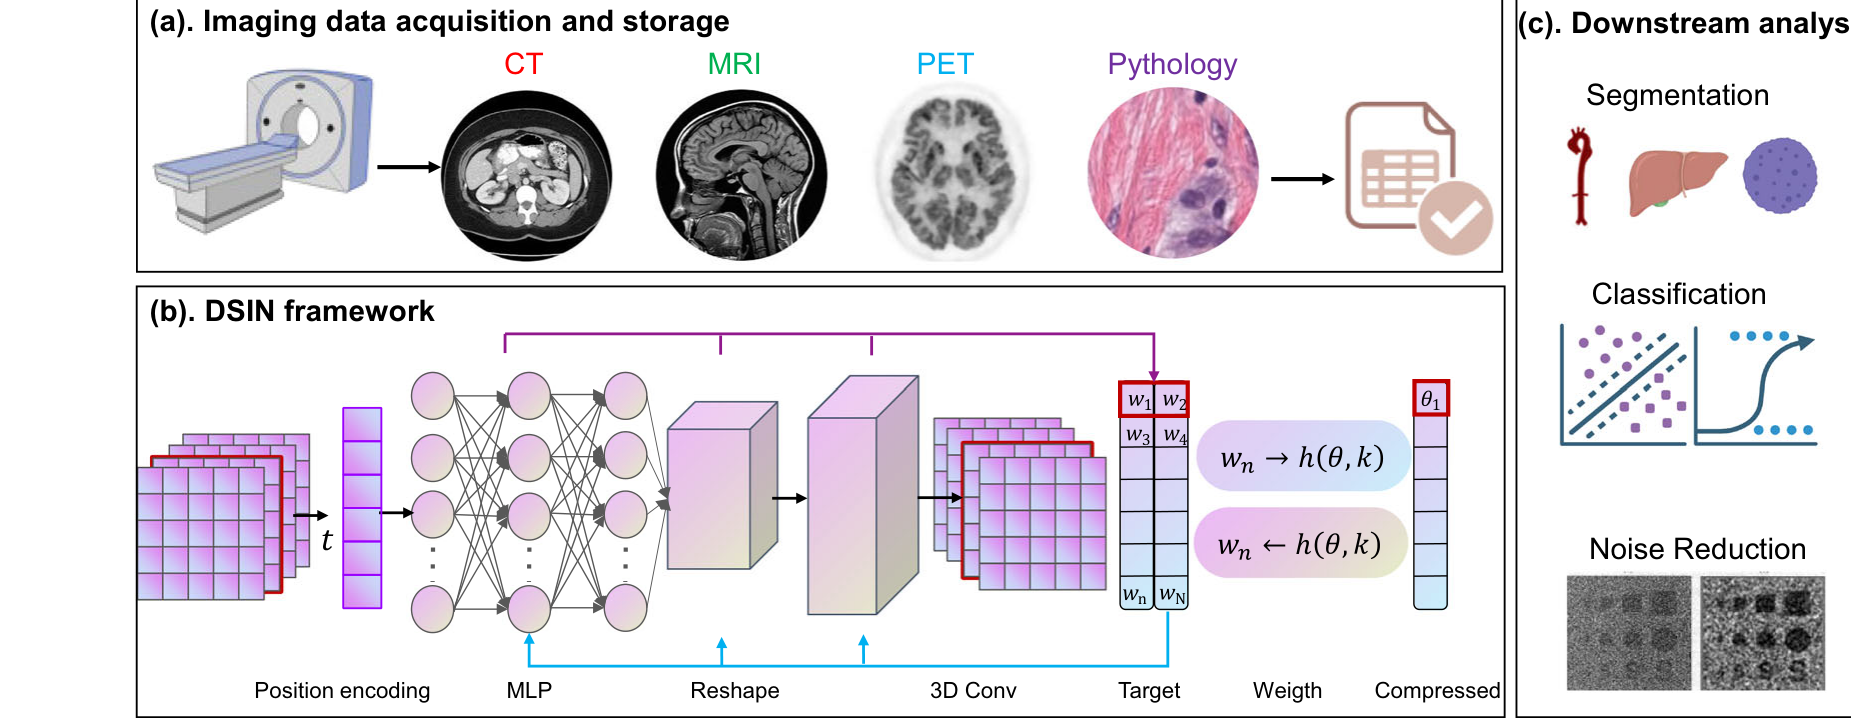 (a). Imaging data acquisition and storage
CT
MRI
PET
Pythology
(b). DSIN framework
t
w₁ w₂
w₃ w₄
wₙ w_N
wₙ → h(θ, k)
wₙ ← h(θ, k)
θ₁
Position encoding
MLP
Reshape
3D Conv
Target
Weigth
Compressed
(c). Downstream analys
Segmentation
Classification
Noise Reduction